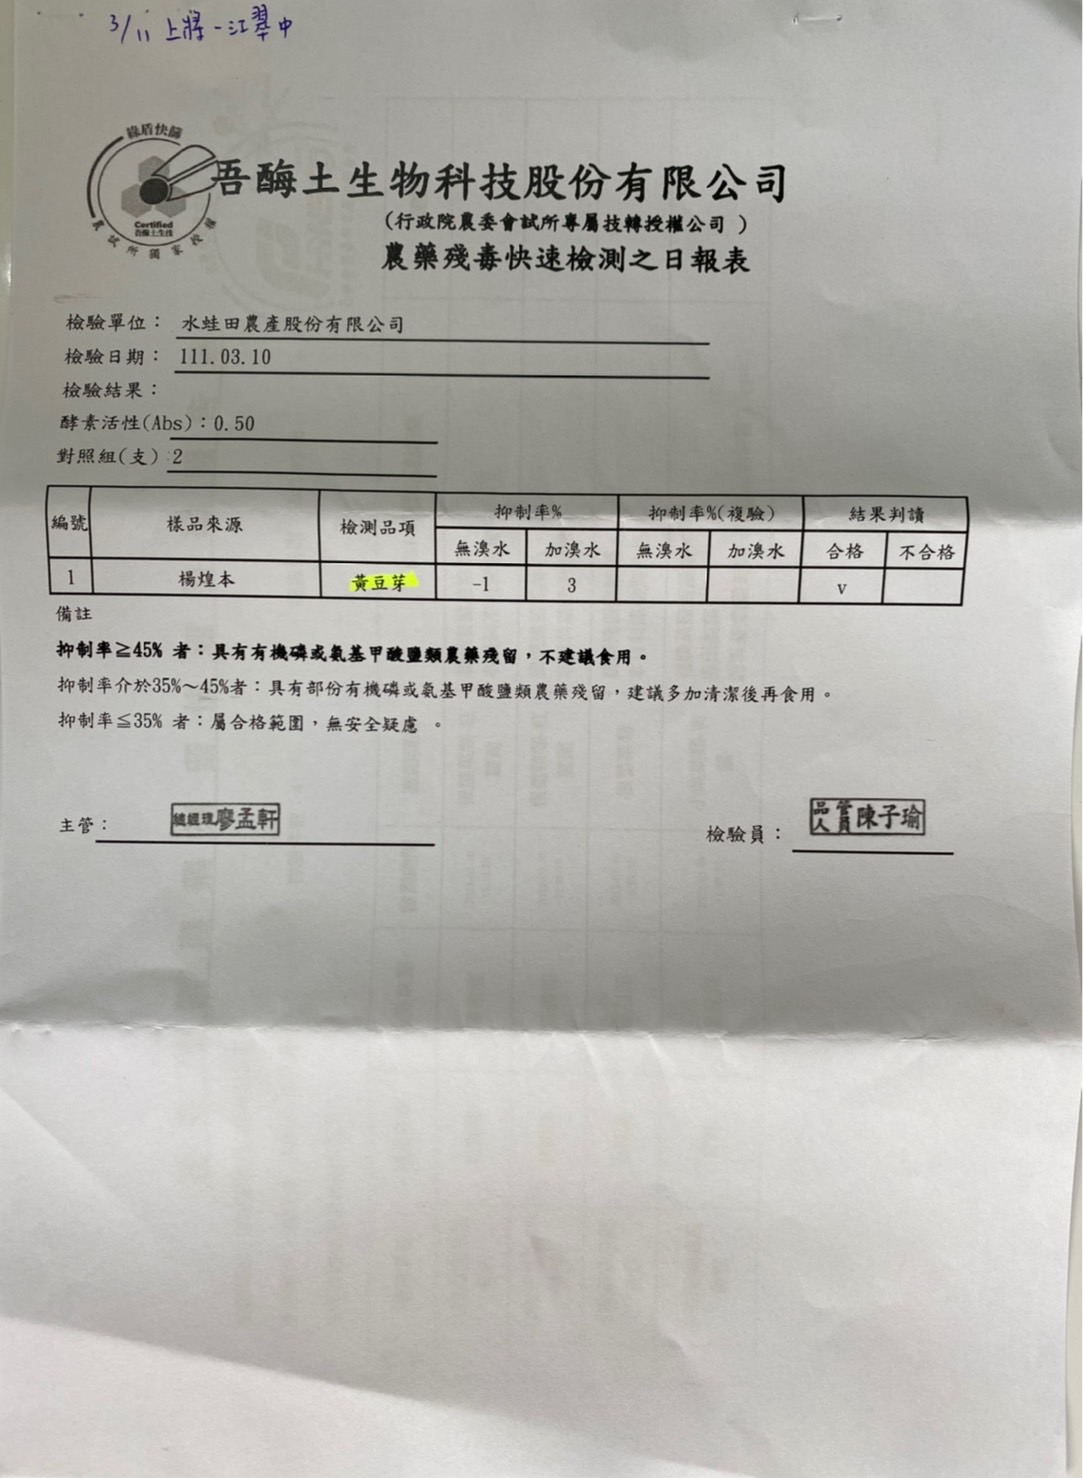 3/11 上將-江翠中
綠盾快篩
Certified
吾酶土生技
農試所獨家授權
吾酶土生物科技股份有限公司
(行政院農委會試所專屬技轉授權公司 )
農藥殘毒快速檢測之日報表
檢驗單位： 水蛙田農產股份有限公司
檢驗日期： 111.03.10
檢驗結果：
酵素活性(Abs)：0.50
對照組(支)：2
編號 樣品來源 檢測品項 抑制率% 抑制率%(複驗) 結果判讀
無溴水 加溴水 無溴水 加溴水 合格 不合格
1 楊煌本 黃豆芽 -1 3 v
備註
抑制率≧45% 者：具有有機磷或氨基甲酸鹽類農藥殘留，不建議食用。
抑制率介於35%～45%者：具有部份有機磷或氨基甲酸鹽類農藥殘留，建議多加清潔後再食用。
抑制率≦35% 者：屬合格範圍，無安全疑慮 。
主管： 總經理廖孟軒
檢驗員： 品管人員陳子瑜